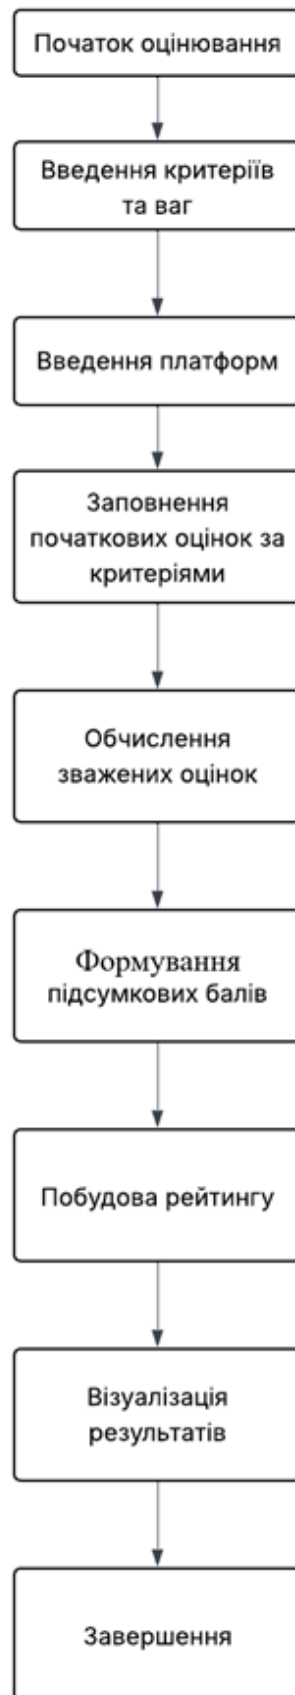 Початок оцінювання
Введення критеріїв
та ваг
Введення платформ
Заповнення
початкових оцінок за
критеріями
Обчислення
зважених оцінок
Формування
підсумкових балів
Побудова рейтингу
Візуалізація
результатів
Завершення